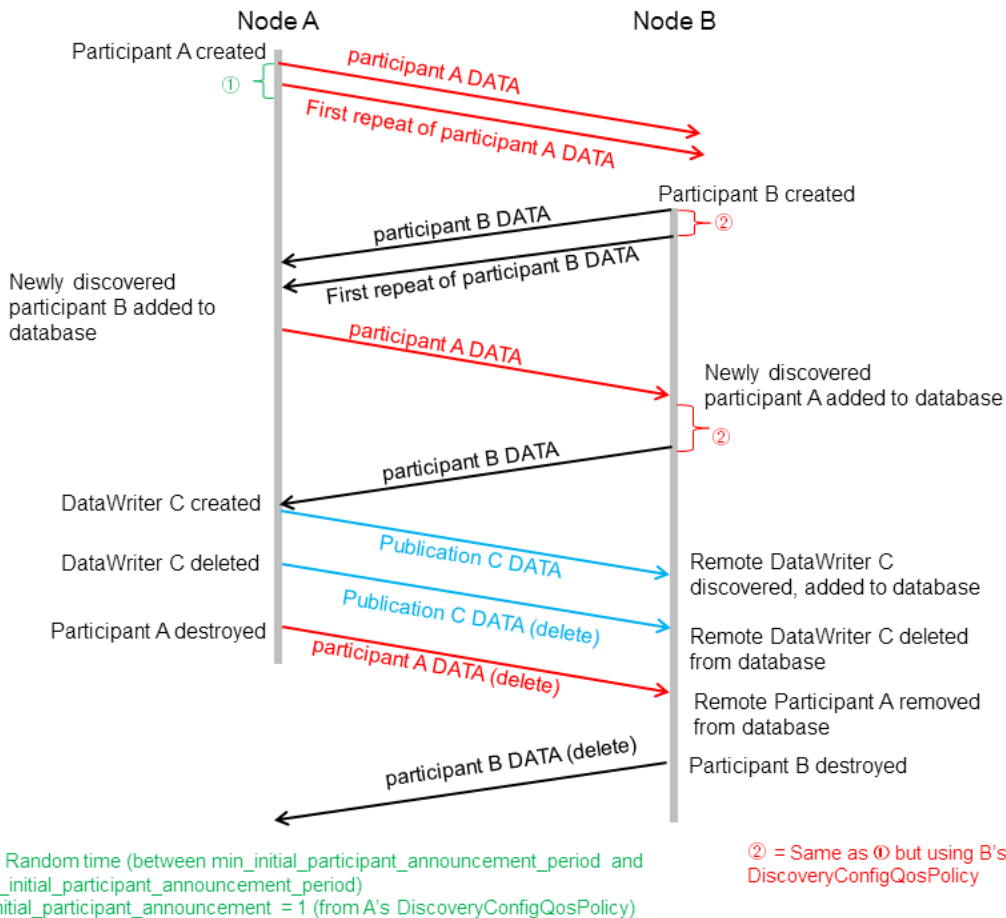 Node A
Node B
Participant A created
①
participant A DATA
First repeat of participant A DATA
Participant B created
②
participant B DATA
First repeat of participant B DATA
Newly discovered
participant B added to
database
participant A DATA
Newly discovered
participant A added to database
②
participant B DATA
DataWriter C created
Publication C DATA
Remote DataWriter C
discovered, added to database
DataWriter C deleted
Publication C DATA (delete)
Remote DataWriter C deleted
from database
Participant A destroyed
participant A DATA (delete)
Remote Participant A removed
from database
participant B DATA (delete)
Participant B destroyed
Random time (between min_initial_participant_announcement_period and
_initial_participant_announcement_period)
nitial_participant_announcement = 1 (from A's DiscoveryConfigQosPolicy)
② = Same as ① but using B's
DiscoveryConfigQosPolicy